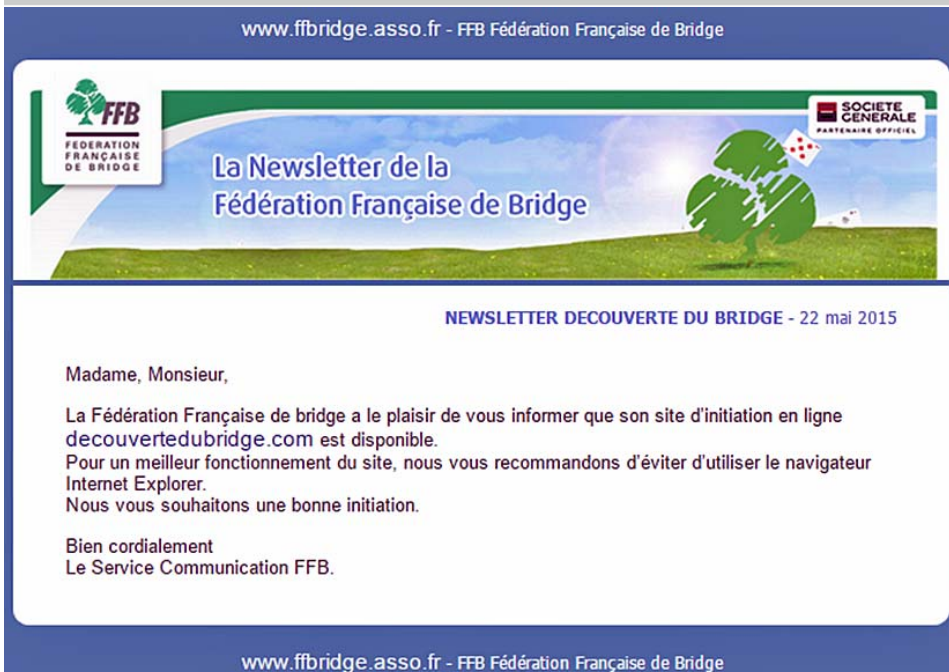 www.ffbridge.asso.fr - FFB Fédération Française de Bridge
FFB
FEDERATION
FRANÇAISE
DE BRIDGE
SOCIETE
GENERALE
PARTENAIRE OFFICIEL
La Newsletter de la
Fédération Française de Bridge
NEWSLETTER DECOUVERTE DU BRIDGE - 22 mai 2015
Madame, Monsieur,
La Fédération Française de bridge a le plaisir de vous informer que son site d'initiation en ligne
decouvertedubridge.com est disponible.
Pour un meilleur fonctionnement du site, nous vous recommandons d'éviter d'utiliser le navigateur
Internet Explorer.
Nous vous souhaitons une bonne initiation.
Bien cordialement
Le Service Communication FFB.
www.ffbridge.asso.fr - FFB Fédération Française de Bridge